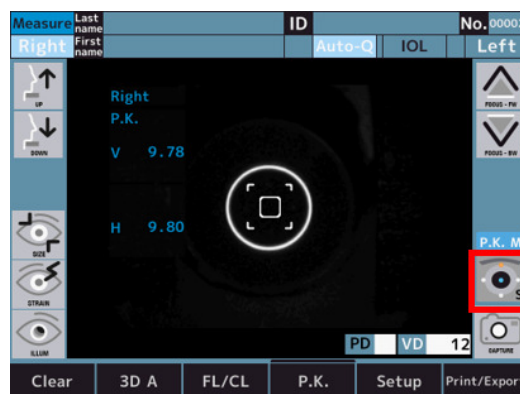 Measure Last name ID No. 0000
Right First name Auto-Q IOL Left
UP
FOCUS - FW
Right
P.K.
DOWN
FOCUS - BW
V 9.78
H 9.80
SIZE
P.K. M
S
STRAIN
ILLUM
PD VD 12
CAPTURE
Clear 3D A FL/CL P.K. Setup Print/Expor